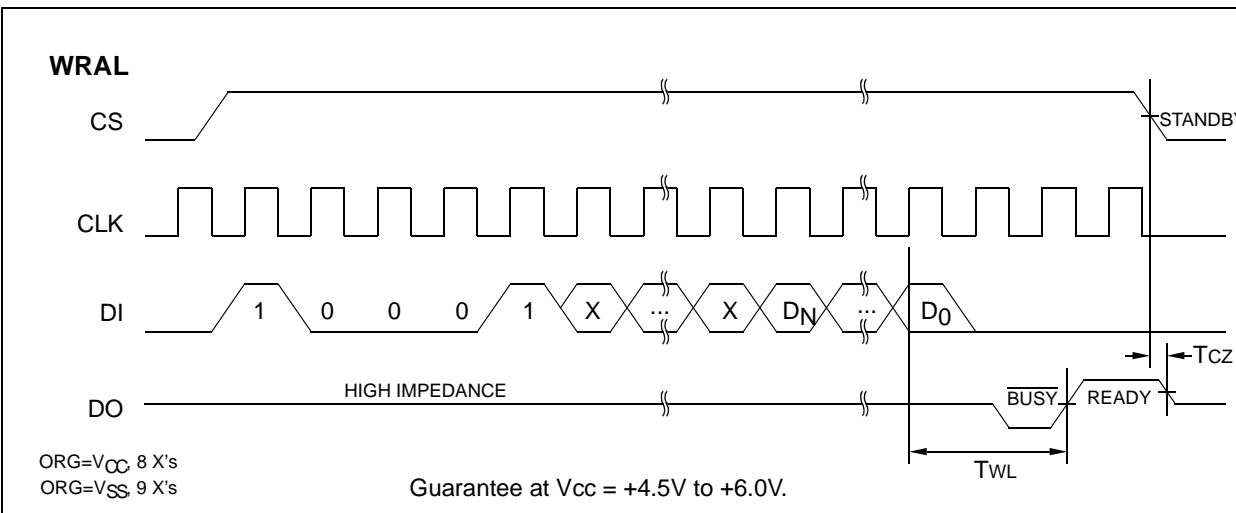 WRAL
CS
STANDBY
CLK
DI 1 0 0 0 1 X ... X DN ... D0
TCZ
HIGH IMPEDANCE
BUSY READY
DO
TWL
ORG=VCC, 8 X's
ORG=VSS, 9 X's
Guarantee at Vcc = +4.5V to +6.0V.